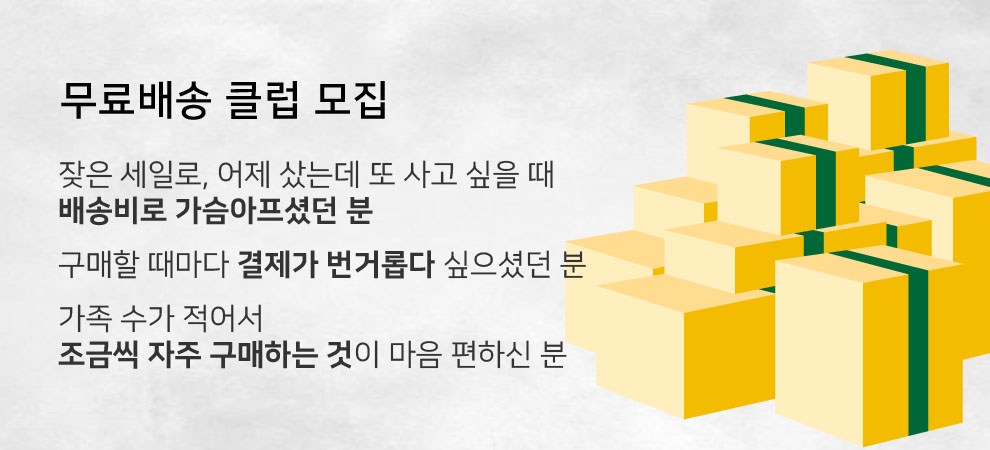 무료배송 클럽 모집
잦은 세일로, 어제 샀는데 또 사고 싶을 때
배송비로 가슴아프셨던 분
구매할 때마다 결제가 번거롭다 싶으셨던 분
가족 수가 적어서
조금씩 자주 구매하는 것이 마음 편하신 분